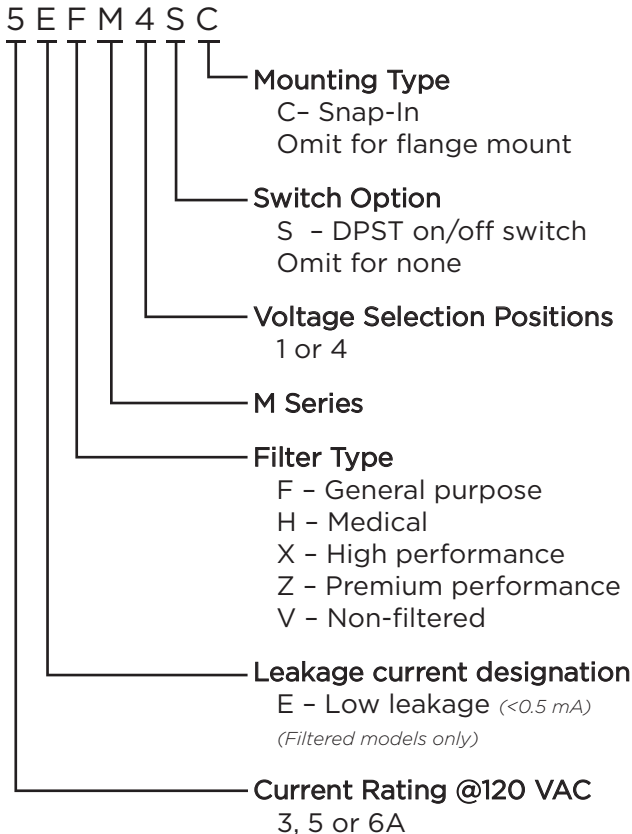 5 E F M 4 S C
Mounting Type
C– Snap-In
Omit for flange mount
Switch Option
S – DPST on/off switch
Omit for none
Voltage Selection Positions
1 or 4
M Series
Filter Type
F – General purpose
H – Medical
X – High performance
Z – Premium performance
V – Non-filtered
Leakage current designation
E – Low leakage (<0.5 mA)
(Filtered models only)
Current Rating @120 VAC
3, 5 or 6A